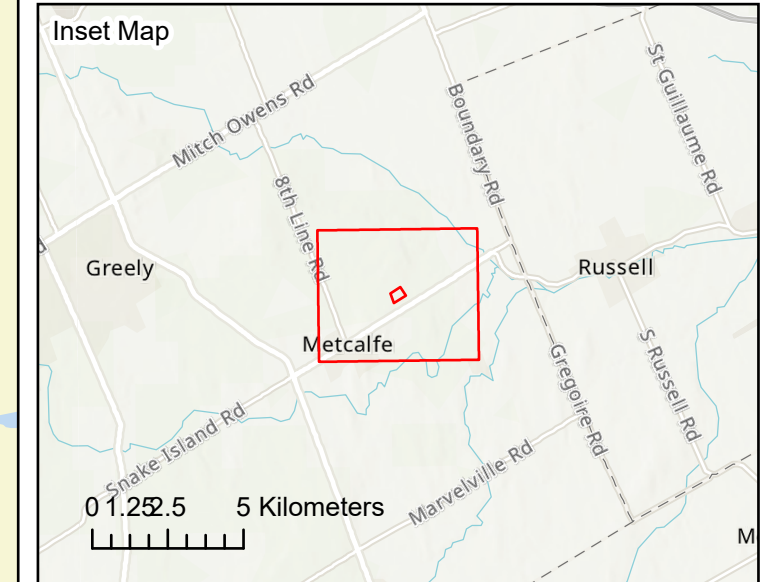 Inset Map
Mitch Owens Rd
Boundary Rd
St Guillaume Rd
8th Line Rd
Greely
Russell
Metcalfe
Gregoire Rd
S Russell Rd
Snake Island Rd
Marvelville Rd
0 1.25 2.5 5 Kilometers